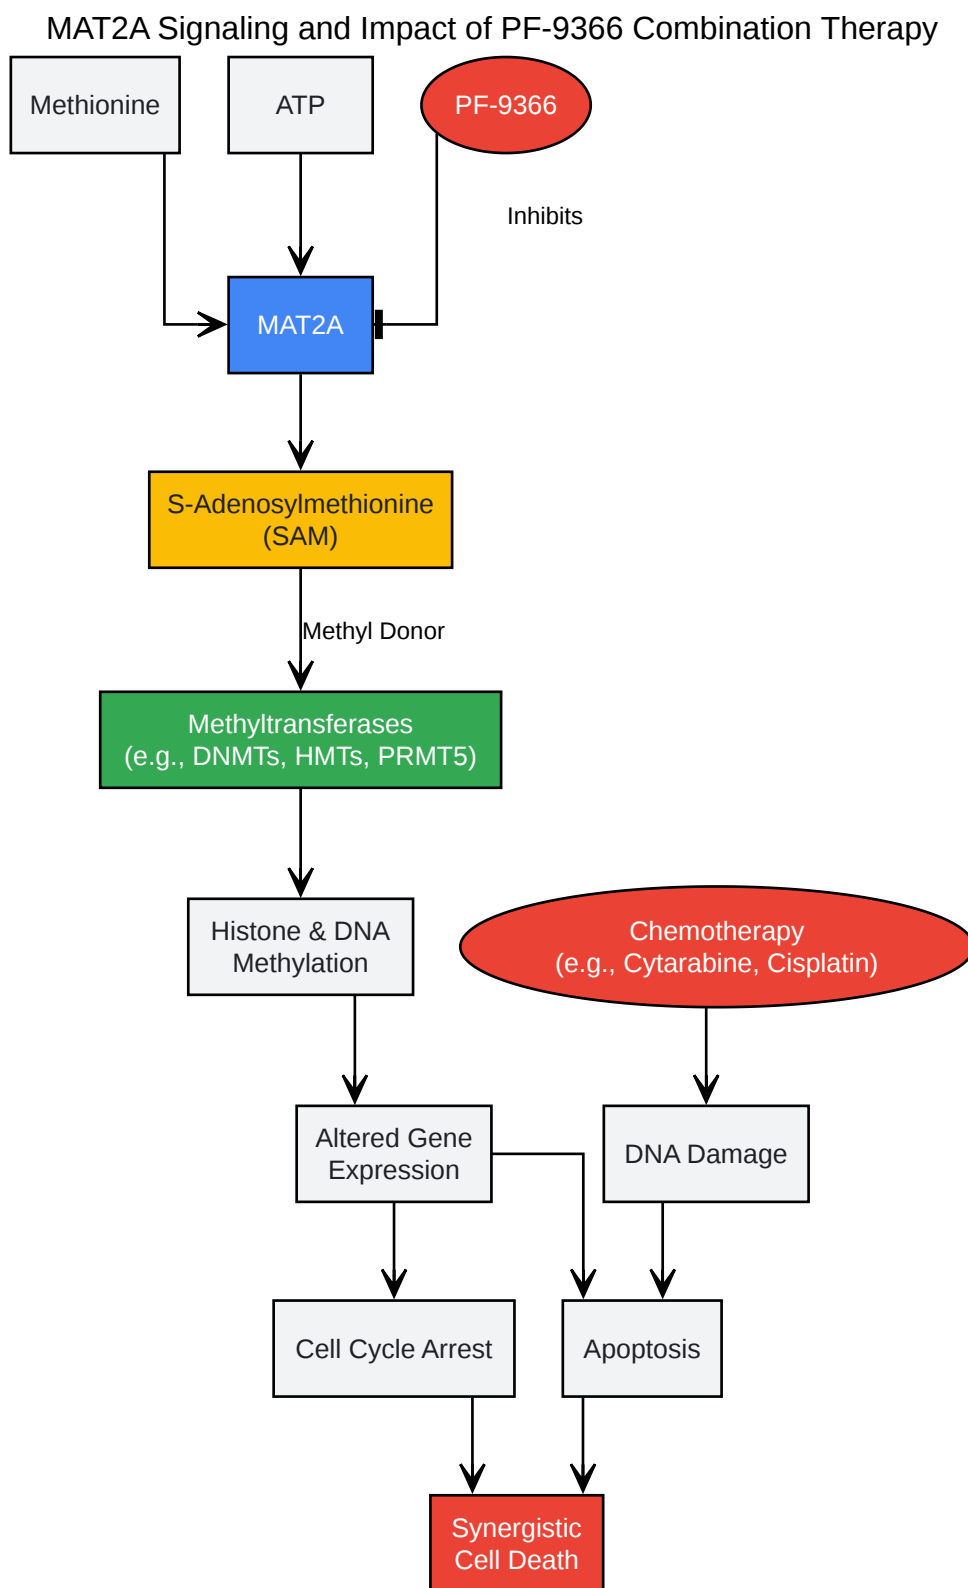 MAT2A Signaling and Impact of PF-9366 Combination Therapy
Methionine
ATP
PF-9366
Inhibits
MAT2A
S-Adenosylmethionine
(SAM)
Methyl Donor
Methyltransferases
(e.g., DNMTs, HMTs, PRMT5)
Histone & DNA
Methylation
Chemotherapy
(e.g., Cytarabine, Cisplatin)
Altered Gene
Expression
DNA Damage
Cell Cycle Arrest
Apoptosis
Synergistic
Cell Death